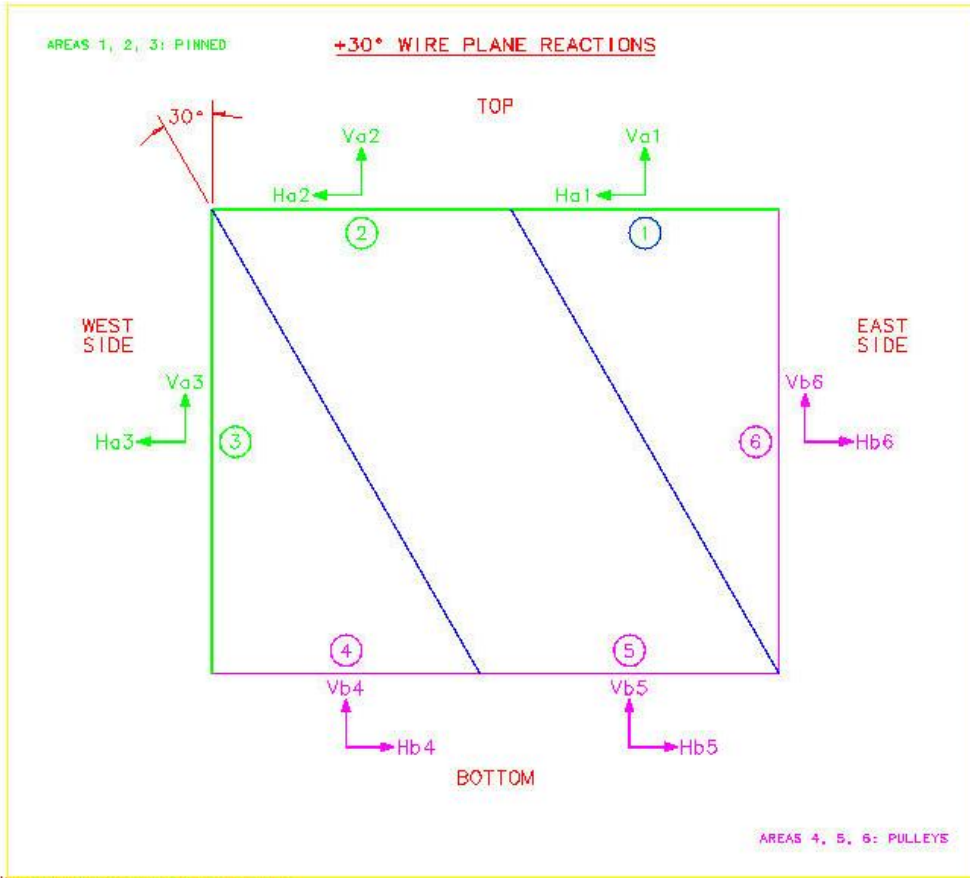 AREAS 1, 2, 3: PINNED
+30° WIRE PLANE REACTIONS
30°
TOP
Va2
Va1
Ha2
Ha1
2
1
WEST
SIDE
EAST
SIDE
Va3
Vb6
Ha3
3
6
Hb6
4
5
Vb4
Vb5
Hb4
Hb5
BOTTOM
AREAS 4, 5, 6: PULLEYS